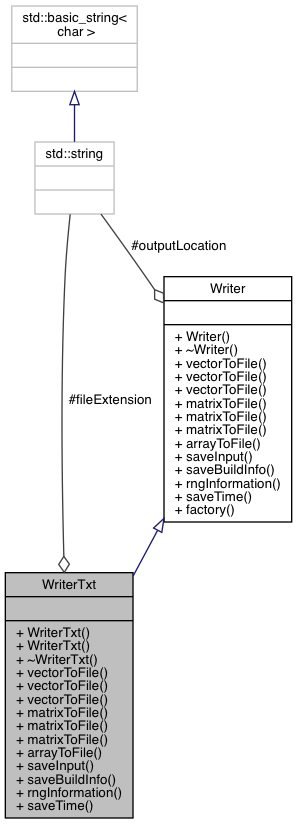 std::basic_string<
char >
std::string
#outputLocation
Writer
+ Writer()
+ ~Writer()
+ vectorToFile()
+ vectorToFile()
+ vectorToFile()
+ matrixToFile()
+ matrixToFile()
+ matrixToFile()
+ arrayToFile()
+ saveInput()
+ saveBuildInfo()
+ rngInformation()
+ saveTime()
+ factory()
#fileExtension
WriterTxt
+ WriterTxt()
+ WriterTxt()
+ ~WriterTxt()
+ vectorToFile()
+ vectorToFile()
+ vectorToFile()
+ matrixToFile()
+ matrixToFile()
+ matrixToFile()
+ arrayToFile()
+ saveInput()
+ saveBuildInfo()
+ rngInformation()
+ saveTime()